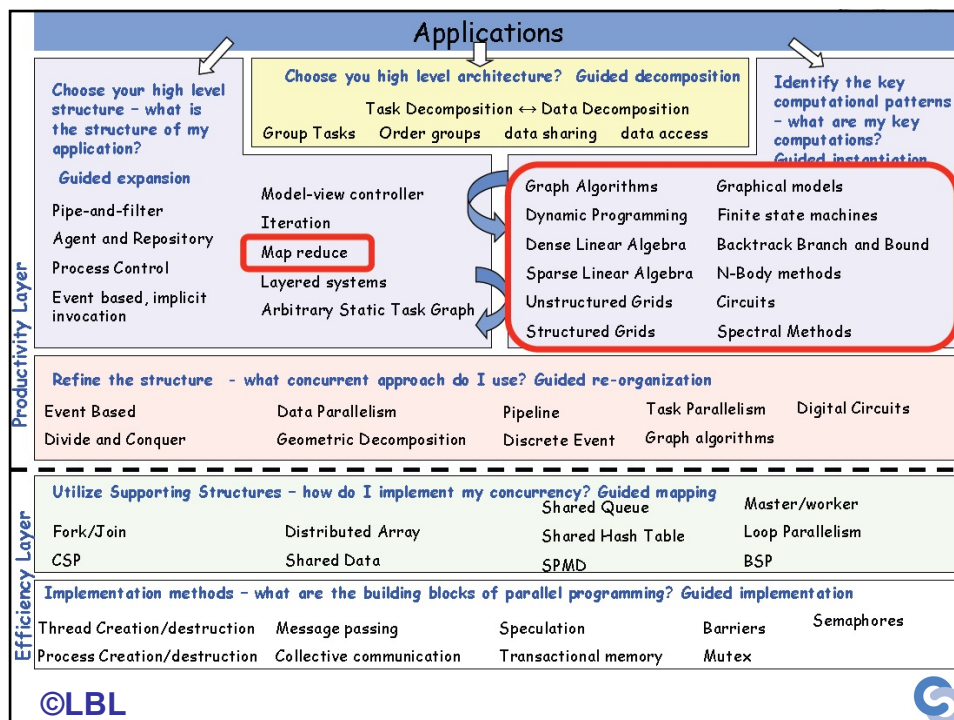 Applications
Choose your high level
structure – what is
the structure of my
application?
Guided expansion
Pipe-and-filter
Agent and Repository
Process Control
Event based, implicit
invocation
Model-view controller
Iteration
Map reduce
Layered systems
Arbitrary Static Task Graph
Choose you high level architecture? Guided decomposition
Task Decomposition ↔ Data Decomposition
Group Tasks Order groups data sharing data access
Identify the key
computational patterns
– what are my key
computations?
Guided instantiation
Graph Algorithms
Dynamic Programming
Dense Linear Algebra
Sparse Linear Algebra
Unstructured Grids
Structured Grids
Graphical models
Finite state machines
Backtrack Branch and Bound
N-Body methods
Circuits
Spectral Methods
Productivity Layer
Refine the structure - what concurrent approach do I use? Guided re-organization
Event Based
Divide and Conquer
Data Parallelism
Geometric Decomposition
Pipeline
Discrete Event
Task Parallelism
Graph algorithms
Digital Circuits
Efficiency Layer
Utilize Supporting Structures – how do I implement my concurrency? Guided mapping
Fork/Join
CSP
Distributed Array
Shared Data
Shared Queue
Shared Hash Table
SPMD
Master/worker
Loop Parallelism
BSP
Implementation methods – what are the building blocks of parallel programming? Guided implementation
Thread Creation/destruction
Process Creation/destruction
Message passing
Collective communication
Speculation
Transactional memory
Barriers
Mutex
Semaphores
©LBL